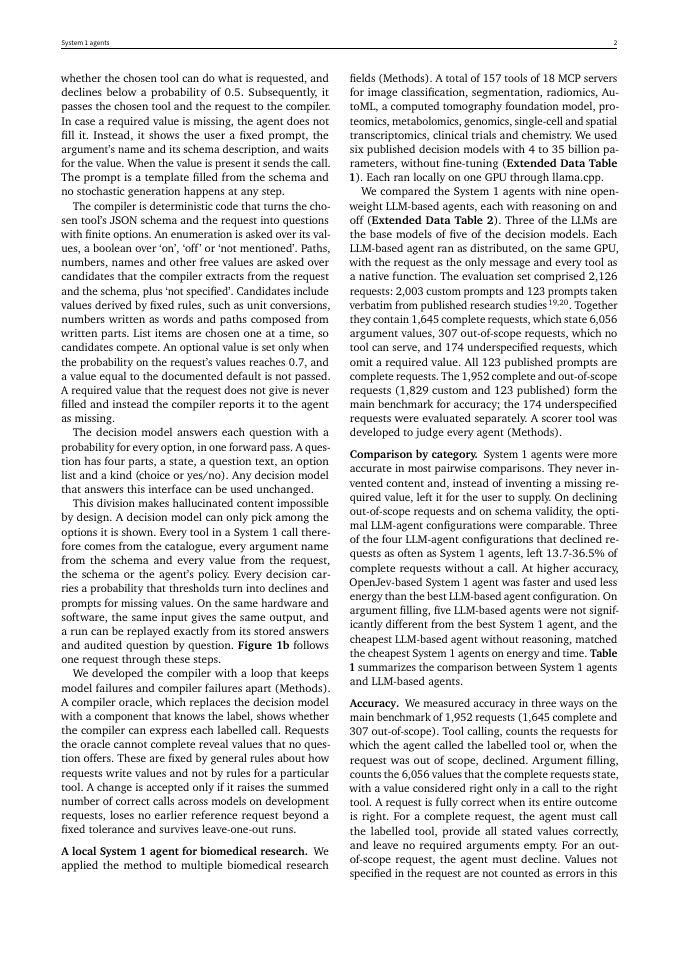 System 1 agents
2
whether the chosen tool can do what is requested, and
declines below a probability of 0.5. Subsequently, it
passes the chosen tool and the request to the compiler.
In case a required value is missing, the agent does not
fill it. Instead, it shows the user a fixed prompt, the
argument's name and its schema description, and waits
for the value. When the value is present it sends the call.
The prompt is a template filled from the schema and
no stochastic generation happens at any step.
The compiler is deterministic code that turns the cho-
sen tool's JSON schema and the request into questions
with finite options. An enumeration is asked over its val-
ues, a boolean over 'on', 'off' or 'not mentioned'. Paths,
numbers, names and other free values are asked over
candidates that the compiler extracts from the request
and the schema, plus 'not specified'. Candidates include
values derived by fixed rules, such as unit conversions,
numbers written as words and paths composed from
written parts. List items are chosen one at a time, so
candidates compete. An optional value is set only when
the probability on the request's values reaches 0.7, and
a value equal to the documented default is not passed.
A required value that the request does not give is never
filled and instead the compiler reports it to the agent
as missing.
The decision model answers each question with a
probability for every option, in one forward pass. A ques-
tion has four parts, a state, a question text, an option
list and a kind (choice or yes/no). Any decision model
that answers this interface can be used unchanged.
This division makes hallucinated content impossible
by design. A decision model can only pick among the
options it is shown. Every tool in a System 1 call there-
fore comes from the catalogue, every argument name
from the schema and every value from the request,
the schema or the agent's policy. Every decision car-
ries a probability that thresholds turn into declines and
prompts for missing values. On the same hardware and
software, the same input gives the same output, and
a run can be replayed exactly from its stored answers
and audited question by question. Figure 1b follows
one request through these steps.
We developed the compiler with a loop that keeps
model failures and compiler failures apart (Methods).
A compiler oracle, which replaces the decision model
with a component that knows the label, shows whether
the compiler can express each labelled call. Requests
the oracle cannot complete reveal values that no ques-
tion offers. These are fixed by general rules about how
requests write values and not by rules for a particular
tool. A change is accepted only if it raises the summed
number of correct calls across models on development
requests, loses no earlier reference request beyond a
fixed tolerance and survives leave-one-out runs.
A local System 1 agent for biomedical research. We
applied the method to multiple biomedical research
fields (Methods). A total of 157 tools of 18 MCP servers
for image classification, segmentation, radiomics, Au-
toML, a computed tomography foundation model, pro-
teomics, metabolomics, genomics, single-cell and spatial
transcriptomics, clinical trials and chemistry. We used
six published decision models with 4 to 35 billion pa-
rameters, without fine-tuning (Extended Data Table
1). Each ran locally on one GPU through llama.cpp.
We compared the System 1 agents with nine open-
weight LLM-based agents, each with reasoning on and
off (Extended Data Table 2). Three of the LLMs are
the base models of five of the decision models. Each
LLM-based agent ran as distributed, on the same GPU,
with the request as the only message and every tool as
a native function. The evaluation set comprised 2,126
requests: 2,003 custom prompts and 123 prompts taken
verbatim from published research studies19,20. Together
they contain 1,645 complete requests, which state 6,056
argument values, 307 out-of-scope requests, which no
tool can serve, and 174 underspecified requests, which
omit a required value. All 123 published prompts are
complete requests. The 1,952 complete and out-of-scope
requests (1,829 custom and 123 published) form the
main benchmark for accuracy; the 174 underspecified
requests were evaluated separately. A scorer tool was
developed to judge every agent (Methods).
Comparison by category. System 1 agents were more
accurate in most pairwise comparisons. They never in-
vented content and, instead of inventing a missing re-
quired value, left it for the user to supply. On declining
out-of-scope requests and on schema validity, the opti-
mal LLM-agent configurations were comparable. Three
of the four LLM-agent configurations that declined re-
quests as often as System 1 agents, left 13.7-36.5% of
complete requests without a call. At higher accuracy,
OpenJev-based System 1 agent was faster and used less
energy than the best LLM-based agent configuration. On
argument filling, five LLM-based agents were not signif-
icantly different from the best System 1 agent, and the
cheapest LLM-based agent without reasoning, matched
the cheapest System 1 agents on energy and time. Table
1 summarizes the comparison between System 1 agents
and LLM-based agents.
Accuracy. We measured accuracy in three ways on the
main benchmark of 1,952 requests (1,645 complete and
307 out-of-scope). Tool calling, counts the requests for
which the agent called the labelled tool or, when the
request was out of scope, declined. Argument filling,
counts the 6,056 values that the complete requests state,
with a value considered right only in a call to the right
tool. A request is fully correct when its entire outcome
is right. For a complete request, the agent must call
the labelled tool, provide all stated values correctly,
and leave no required arguments empty. For an out-
of-scope request, the agent must decline. Values not
specified in the request are not counted as errors in this